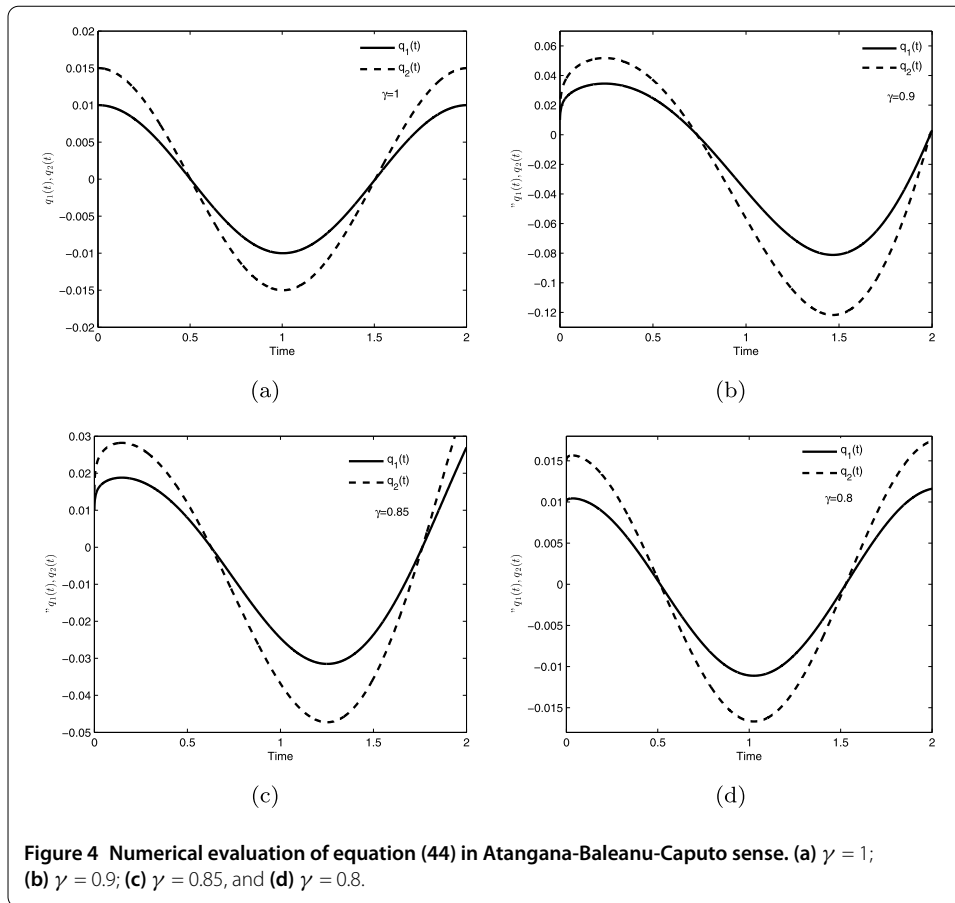 0.02
0.015
0.01
0.005
0
−0.005
−0.01
−0.015
−0.02
q₁(t), q₂(t)
q₁(t)
q₂(t)
γ=1
0 0.5 1 1.5 2
Time
(a)
0.06
0.04
0.02
0
−0.02
−0.04
−0.06
−0.08
−0.1
−0.12
"q₁(t), q₂(t)
q₁(t)
q₂(t)
γ=0.9
0 0.5 1 1.5 2
Time
(b)
0.03
0.02
0.01
0
−0.01
−0.02
−0.03
−0.04
−0.05
"q₁(t), q₂(t)
q₁(t)
q₂(t)
γ=0.85
0 0.5 1 1.5 2
Time
(c)
0.015
0.01
0.005
0
−0.005
−0.01
−0.015
"q₁(t), q₂(t)
q₁(t)
q₂(t)
γ=0.8
0 0.5 1 1.5 2
Time
(d)
Figure 4 Numerical evaluation of equation (44) in Atangana-Baleanu-Caputo sense. (a) γ = 1;
(b) γ = 0.9; (c) γ = 0.85, and (d) γ = 0.8.